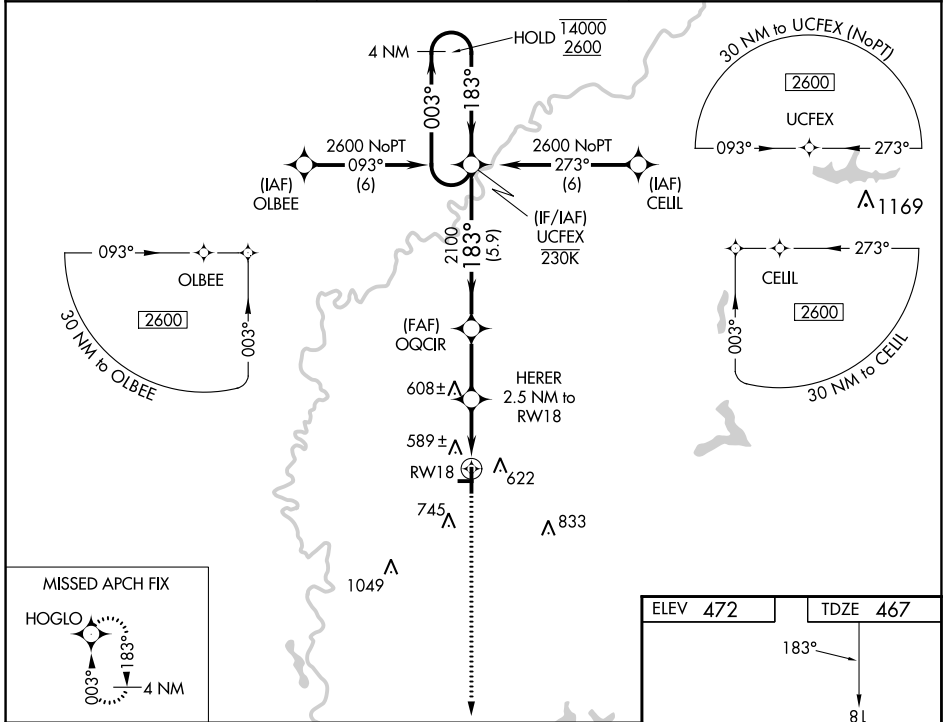 14000
4 NM
HOLD
2600
003°
183°
30 NM to UCFEX (NoPT)
2600
UCFEX
093°
273°
1169
2600 NoPT
093°
(6)
(IAF)
OLBEE
2600 NoPT
273°
(6)
(IAF)
CELIL
(IF/IAF)
UCFEX
230K
2100
183°
(5.9)
093°
OLBEE
2600
003°
30 NM to OLBEE
273°
CELIL
2600
003°
30 NM to CELIL
(FAF)
OQCIR
608±
HERER
2.5 NM to
RW18
589±
RW18
622
745
833
1049
MISSED APCH FIX
HOGLO
003°
183°
4 NM
ELEV 472
TDZE 467
183°
8L